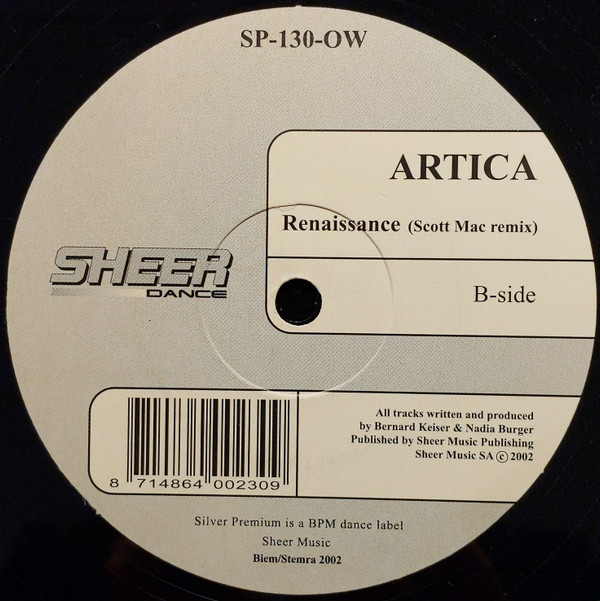 SP-130-OW
ARTICA
Renaissance (Scott Mac remix)
SHEER
DANCE
B-side
8 714864 002309
All tracks written and produced
by Bernard Keiser & Nadia Burger
Published by Sheer Music Publishing
Sheer Music SA © 2002
Silver Premium is a BPM dance label
Sheer Music
Biem/Stemra 2002